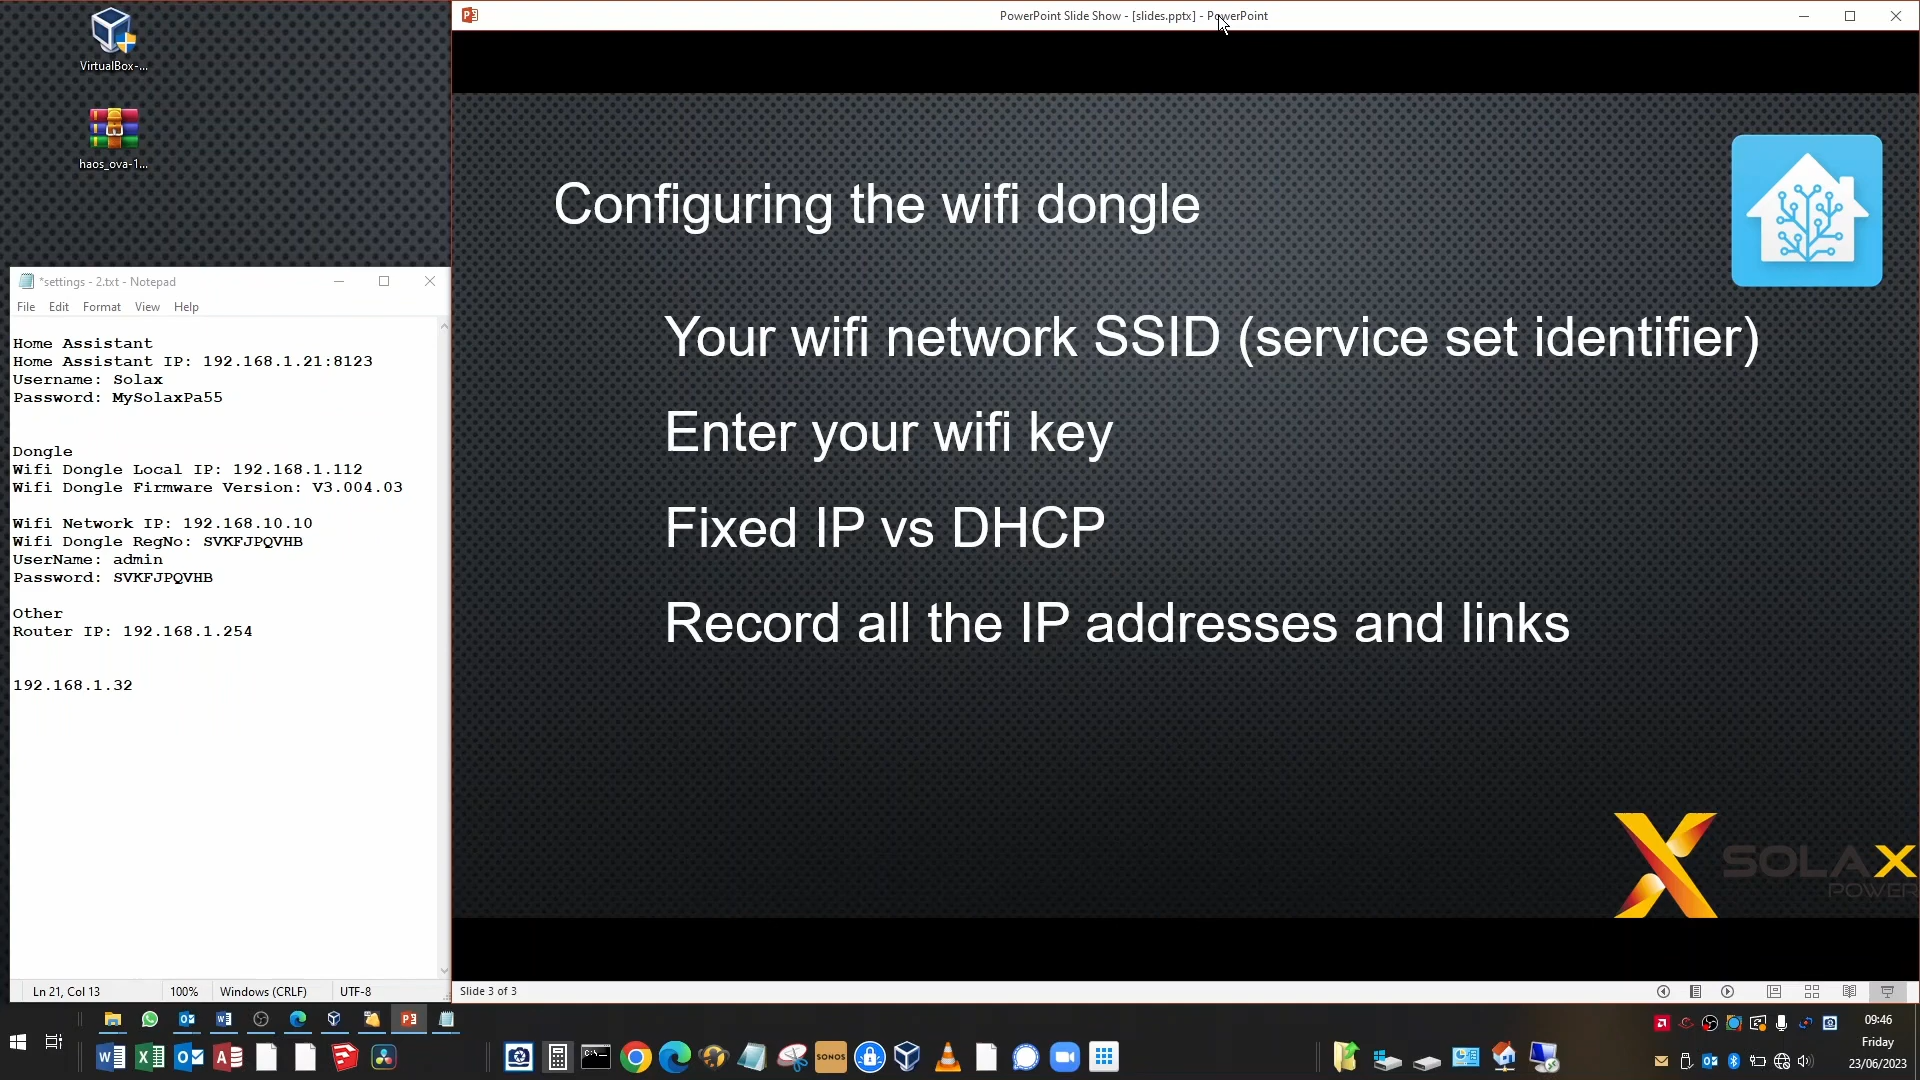 VirtualBox-...
haos_ova-1...
*settings - 2.txt - Notepad
File Edit Format View Help
Home Assistant
Home Assistant IP: 192.168.1.21:8123
Username: Solax
Password: MySolaxPa55
Dongle
Wifi Dongle Local IP: 192.168.1.112
Wifi Dongle Firmware Version: V3.004.03
Wifi Network IP: 192.168.10.10
Wifi Dongle RegNo: SVKFJPQVHB
UserName: admin
Password: SVKFJPQVHB
Other
Router IP: 192.168.1.254
192.168.1.32
Ln 21, Col 13 100% Windows (CRLF) UTF-8
PowerPoint Slide Show - [slides.pptx] - PowerPoint
Configuring the wifi dongle
Your wifi network SSID (service set identifier)
Enter your wifi key
Fixed IP vs DHCP
Record all the IP addresses and links
SOLAX
POWER
Slide 3 of 3
SONOS
09:46
Friday
23/06/2023